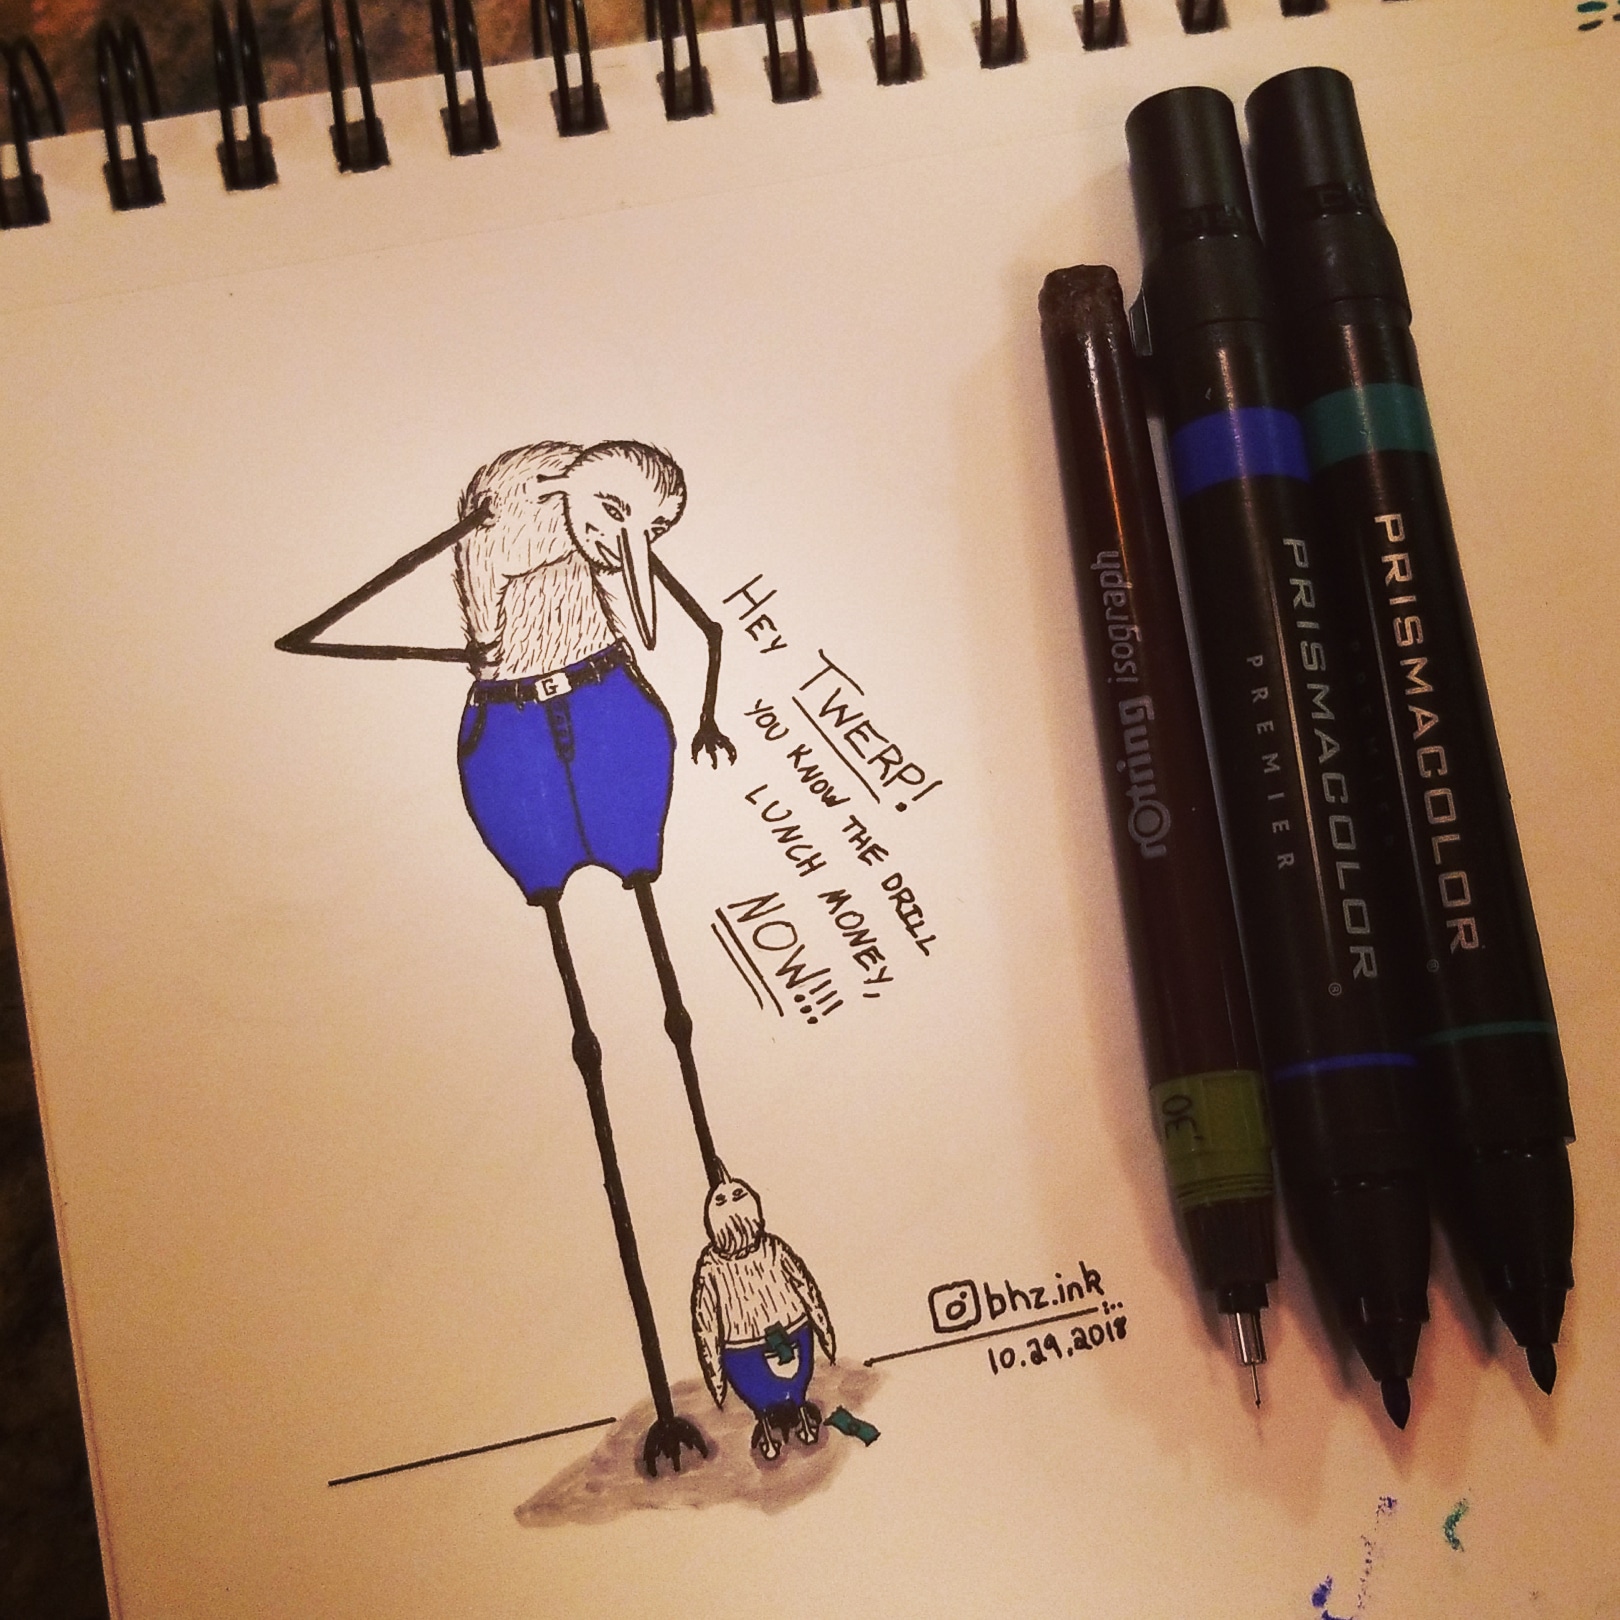 HEY TWERP!
YOU KNOW THE DRILL
LUNCH MONEY,
NOW!!!
G
bhz.ink
10.29.2018
rOtring isograph
.30
PRISMACOLOR
PREMIER
PRISMACOLOR